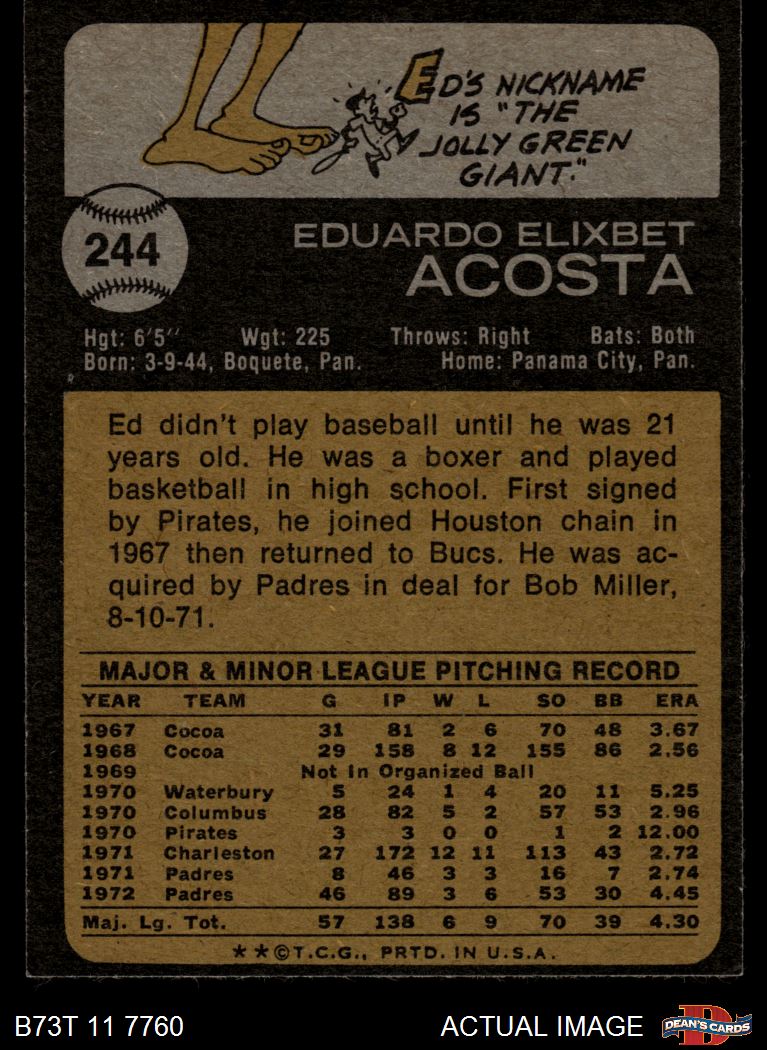 ED'S NICKNAME
IS "THE
JOLLY GREEN
GIANT."
244
EDUARDO ELIXBET
ACOSTA
Hgt: 6'5" Wgt: 225 Throws: Right Bats: Both
Born: 3-9-44, Boquete, Pan. Home: Panama City, Pan.
Ed didn't play baseball until he was 21
years old. He was a boxer and played
basketball in high school. First signed
by Pirates, he joined Houston chain in
1967 then returned to Bucs. He was ac-
quired by Padres in deal for Bob Miller,
8-10-71.
MAJOR & MINOR LEAGUE PITCHING RECORD
YEAR TEAM G IP W L SO BB ERA
1967 Cocoa 31 81 2 6 70 48 3.67
1968 Cocoa 29 158 8 12 155 86 2.56
1969 Not in Organized Ball
1970 Waterbury 5 24 1 4 20 11 5.25
1970 Columbus 28 82 5 2 57 53 2.96
1970 Pirates 3 3 0 0 1 2 12.00
1971 Charleston 27 172 12 11 113 43 2.72
1971 Padres 8 46 3 3 16 7 2.74
1972 Padres 46 89 3 6 53 30 4.45
Maj. Lg. Tot. 57 138 6 9 70 39 4.30
**©T.C.G., PRTD. IN U.S.A.
B73T 11 7760 ACTUAL IMAGE D DEAN'S CARDS